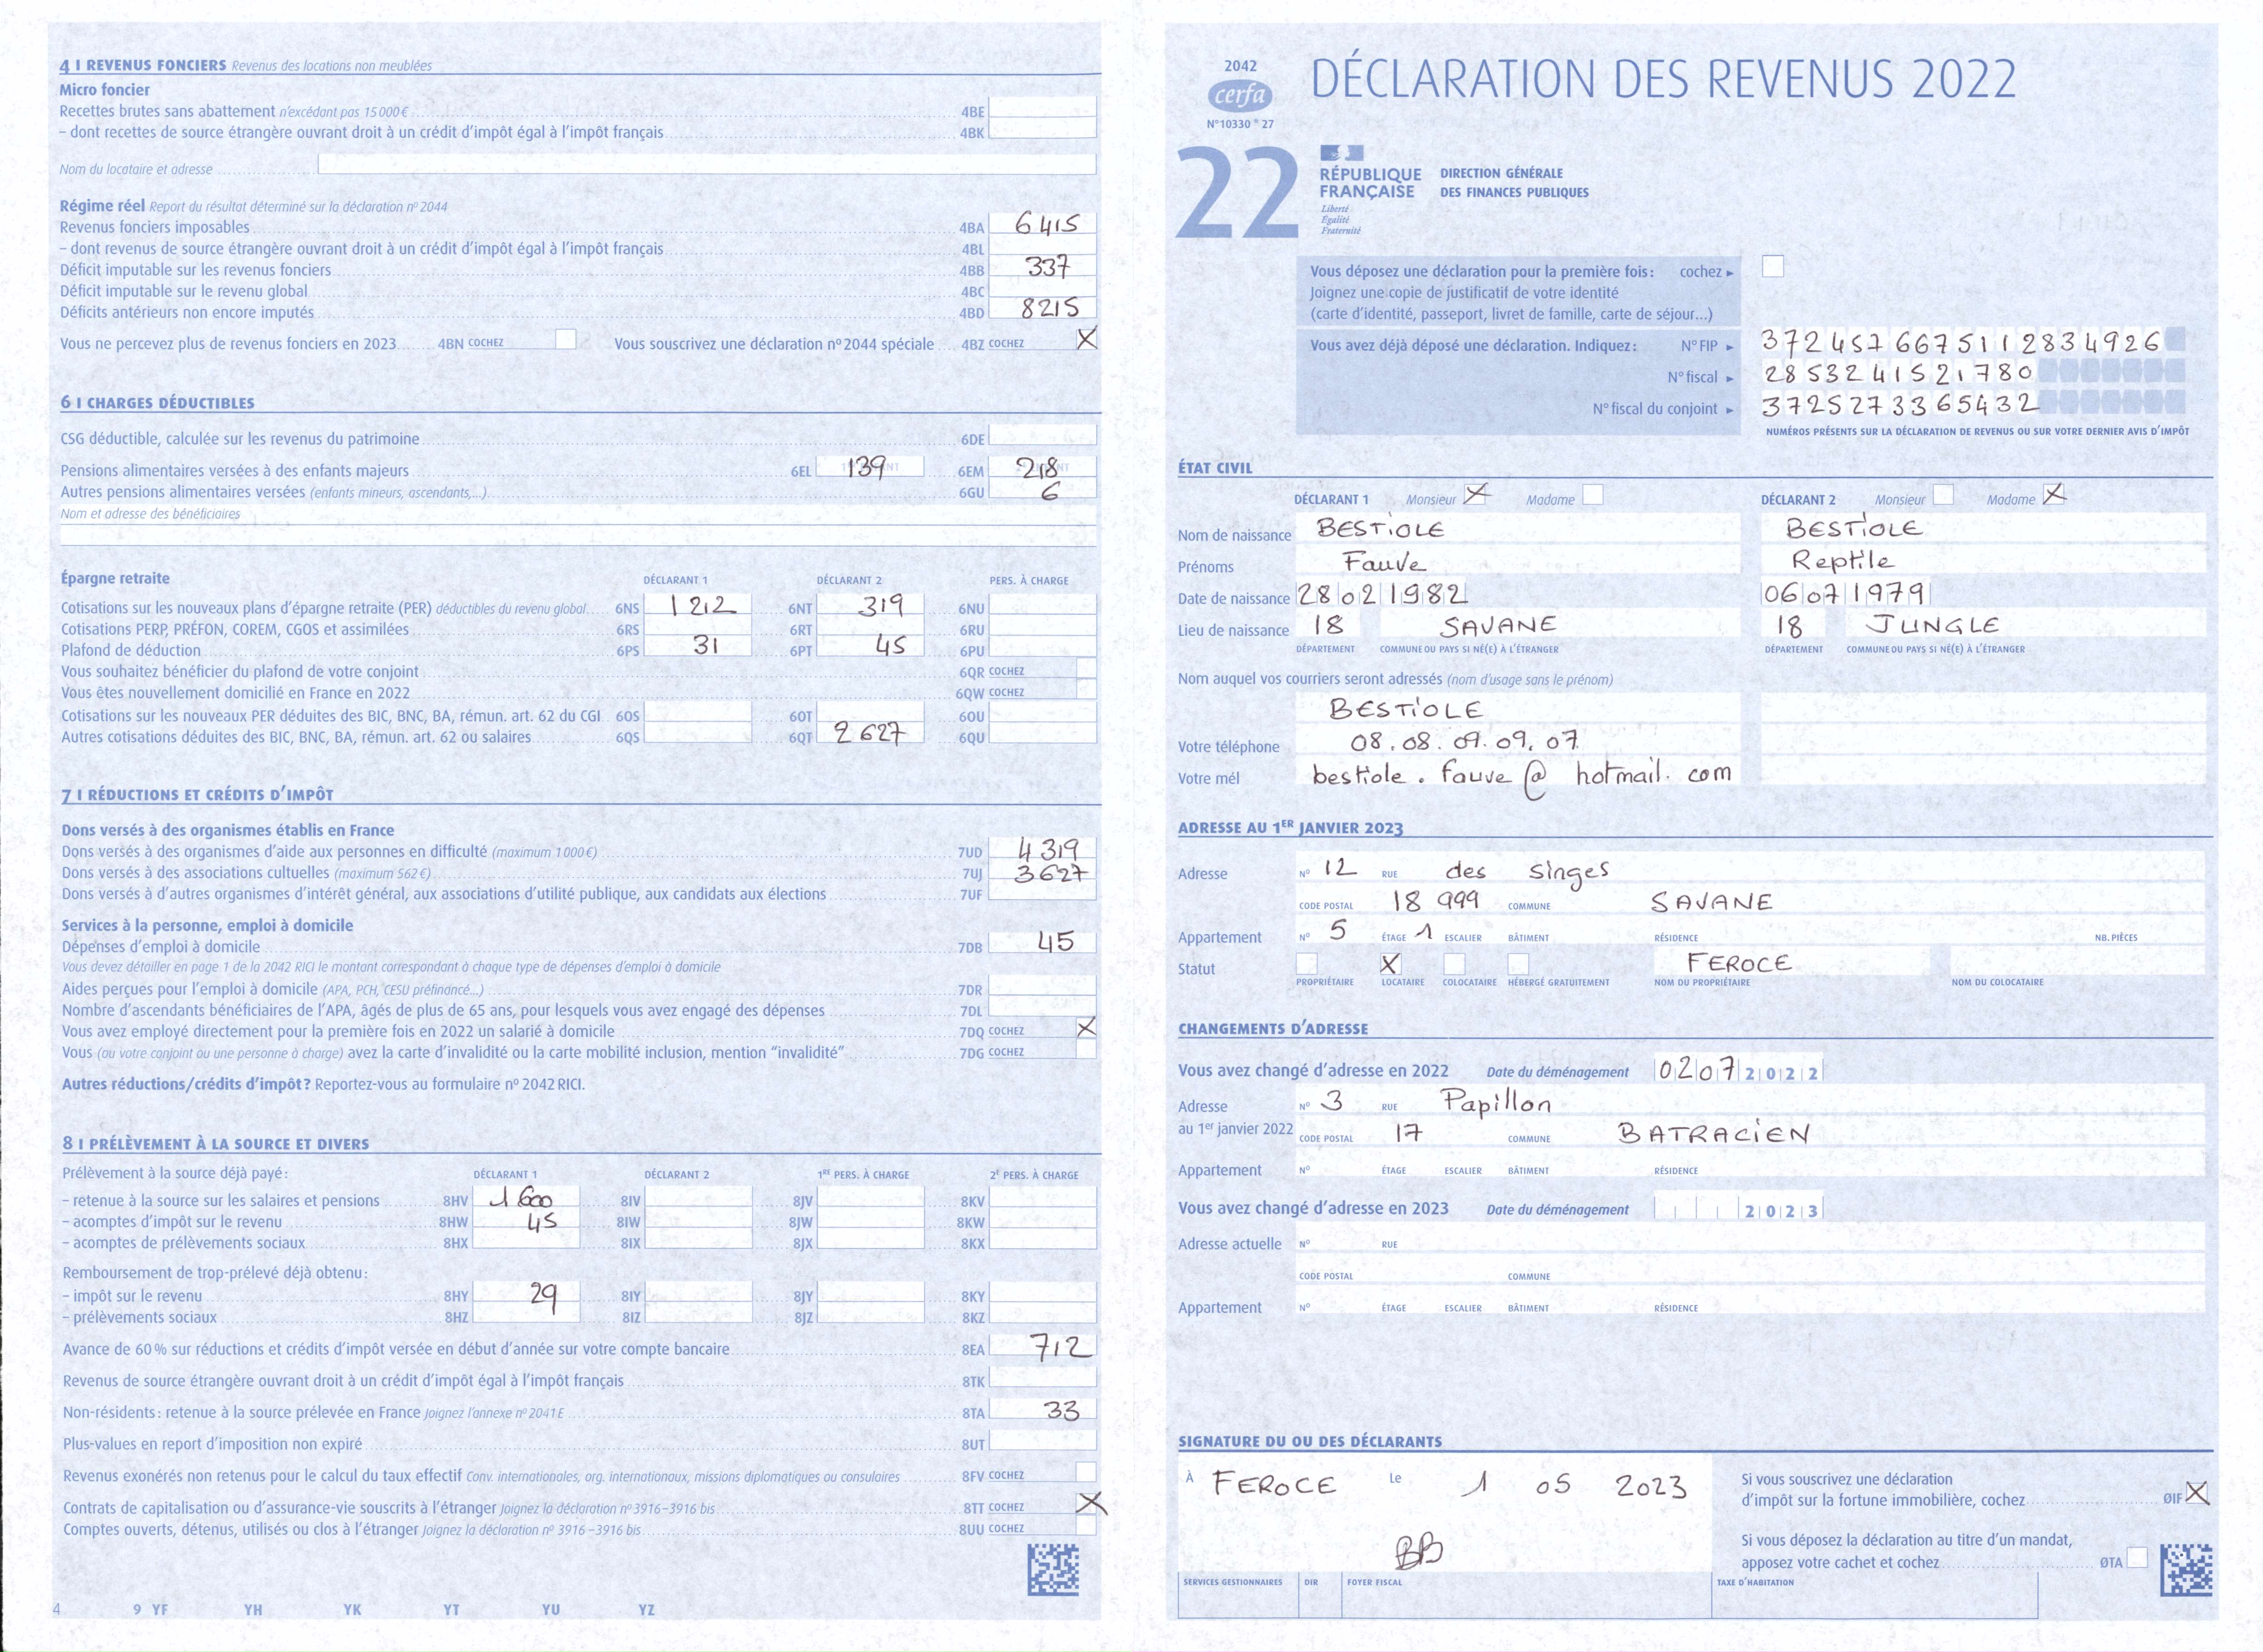 4 I REVENUS FONCIERS Revenus des locations non meublées
Micro foncier
Recettes brutes sans abattement n'excédant pas 15 000 € 4BE
– dont recettes de source étrangère ouvrant droit à un crédit d'impôt égal à l'impôt français 4BK
Nom du locataire et adresse
Régime réel Report du résultat déterminé sur la déclaration nº 2044
Revenus fonciers imposables 4BA 6415
– dont revenus de source étrangère ouvrant droit à un crédit d'impôt égal à l'impôt français 4BL
Déficit imputable sur les revenus fonciers 4BB 337
Déficit imputable sur le revenu global 4BC
Déficits antérieurs non encore imputés 4BD 8215
Vous ne percevez plus de revenus fonciers en 2023 4BN COCHEZ Vous souscrivez une déclaration nº 2044 spéciale 4BZ COCHEZ X
6 I CHARGES DÉDUCTIBLES
CSG déductible, calculée sur les revenus du patrimoine 6DE
Pensions alimentaires versées à des enfants majeurs 6EL 139 6EM 218
Autres pensions alimentaires versées (enfants mineurs, ascendants,...) 6GU 6
Nom et adresse des bénéficiaires
Épargne retraite DÉCLARANT 1 DÉCLARANT 2 PERS. À CHARGE
Cotisations sur les nouveaux plans d'épargne retraite (PER) déductibles du revenu global 6NS 1212 6NT 319 6NU
Cotisations PERP, PRÉFON, COREM, CGOS et assimilées 6RS 6RT 6RU
Plafond de déduction 6PS 31 6PT 45 6PU
Vous souhaitez bénéficier du plafond de votre conjoint 6QR COCHEZ
Vous êtes nouvellement domicilié en France en 2022 6QW COCHEZ
Cotisations sur les nouveaux PER déduites des BIC, BNC, BA, rémun. art. 62 du CGI 6OS 6OT 6OU
Autres cotisations déduites des BIC, BNC, BA, rémun. art. 62 ou salaires 6QS 6QT 2627 6QU
7 I RÉDUCTIONS ET CRÉDITS D'IMPÔT
Dons versés à des organismes établis en France
Dons versés à des organismes d'aide aux personnes en difficulté (maximum 1 000 €) 7UD 4319
Dons versés à des associations cultuelles (maximum 562 €) 7UJ 3627
Dons versés à d'autres organismes d'intérêt général, aux associations d'utilité publique, aux candidats aux élections 7UF
Services à la personne, emploi à domicile
Dépenses d'emploi à domicile 7DB 45
Vous devez détailler en page 1 de la 2042 RICI le montant correspondant à chaque type de dépenses d'emploi à domicile
Aides perçues pour l'emploi à domicile (APA, PCH, CESU préfinancé...) 7DR
Nombre d'ascendants bénéficiaires de l'APA, âgés de plus de 65 ans, pour lesquels vous avez engagé des dépenses 7DL
Vous avez employé directement pour la première fois en 2022 un salarié à domicile 7DQ COCHEZ X
Vous (ou votre conjoint ou une personne à charge) avez la carte d'invalidité ou la carte mobilité inclusion, mention "invalidité" 7DG COCHEZ
Autres réductions/crédits d'impôt ? Reportez-vous au formulaire nº 2042 RICI.
8 I PRÉLÈVEMENT À LA SOURCE ET DIVERS
Prélèvement à la source déjà payé : DÉCLARANT 1 DÉCLARANT 2 1RE PERS. À CHARGE 2E PERS. À CHARGE
– retenue à la source sur les salaires et pensions 8HV 1600 8IV 8JV 8KV
– acomptes d'impôt sur le revenu 8HW 45 8IW 8JW 8KW
– acomptes de prélèvements sociaux 8HX 8IX 8JX 8KX
Remboursement de trop-prélevé déjà obtenu :
– impôt sur le revenu 8HY 29 8IY 8JY 8KY
– prélèvements sociaux 8HZ 8IZ 8JZ 8KZ
Avance de 60 % sur réductions et crédits d'impôt versée en début d'année sur votre compte bancaire 8EA 712
Revenus de source étrangère ouvrant droit à un crédit d'impôt égal à l'impôt français 8TK
Non-résidents : retenue à la source prélevée en France Joignez l'annexe nº 2041 E 8TA 33
Plus-values en report d'imposition non expiré 8UT
Revenus exonérés non retenus pour le calcul du taux effectif Conv. internationales, org. internationaux, missions diplomatiques ou consulaires 8FV COCHEZ
Contrats de capitalisation ou d'assurance-vie souscrits à l'étranger Joignez la déclaration nº 3916–3916 bis 8TT COCHEZ X
Comptes ouverts, détenus, utilisés ou clos à l'étranger Joignez la déclaration nº 3916–3916 bis 8UU COCHEZ
4 9 YF YH YK YT YU YZ
2042
cerfa
Nº 10330 * 27
DÉCLARATION DES REVENUS 2022
22
RÉPUBLIQUE
FRANÇAISE
Liberté
Égalité
Fraternité
DIRECTION GÉNÉRALE
DES FINANCES PUBLIQUES
Vous déposez une déclaration pour la première fois : cochez ►
Joignez une copie de justificatif de votre identité
(carte d'identité, passeport, livret de famille, carte de séjour...)
Vous avez déjà déposé une déclaration. Indiquez : Nº FIP ► 3724576675112834926
Nº fiscal ► 2853241521780
Nº fiscal du conjoint ► 3725273365432
NUMÉROS PRÉSENTS SUR LA DÉCLARATION DE REVENUS OU SUR VOTRE DERNIER AVIS D'IMPÔT
ÉTAT CIVIL
DÉCLARANT 1 Monsieur X Madame DÉCLARANT 2 Monsieur Madame X
Nom de naissance BESTiOLE BESTiOLE
Prénoms Fauve Reptile
Date de naissance 28021982 06071979
Lieu de naissance 18 SAVANE 18 JUNGLE
DÉPARTEMENT COMMUNE OU PAYS SI NÉ(E) À L'ÉTRANGER DÉPARTEMENT COMMUNE OU PAYS SI NÉ(E) À L'ÉTRANGER
Nom auquel vos courriers seront adressés (nom d'usage sans le prénom)
BESTiOLE
Votre téléphone 08.08.09.09.07
Votre mél bestiole.fauve@hotmail.com
ADRESSE AU 1ER JANVIER 2023
Adresse Nº 12 RUE des singes
CODE POSTAL 18 999 COMMUNE SAVANE
Appartement Nº 5 ÉTAGE 1 ESCALIER BÂTIMENT RÉSIDENCE NB. PIÈCES
Statut X FEROCE
PROPRIÉTAIRE LOCATAIRE COLOCATAIRE HÉBERGÉ GRATUITEMENT NOM DU PROPRIÉTAIRE NOM DU COLOCATAIRE
CHANGEMENTS D'ADRESSE
Vous avez changé d'adresse en 2022 Date du déménagement 02072022
Adresse Nº 3 RUE Papillon
au 1er janvier 2022 CODE POSTAL 17 COMMUNE BATRACiEN
Appartement Nº ÉTAGE ESCALIER BÂTIMENT RÉSIDENCE
Vous avez changé d'adresse en 2023 Date du déménagement 2023
Adresse actuelle Nº RUE
CODE POSTAL COMMUNE
Appartement Nº ÉTAGE ESCALIER BÂTIMENT RÉSIDENCE
SIGNATURE DU OU DES DÉCLARANTS
À FEROCE Le 1 05 2023
BB
Si vous souscrivez une déclaration
d'impôt sur la fortune immobilière, cochez ØIF X
Si vous déposez la déclaration au titre d'un mandat,
apposez votre cachet et cochez ØTA
SERVICES GESTIONNAIRES DIR FOYER FISCAL TAXE D'HABITATION